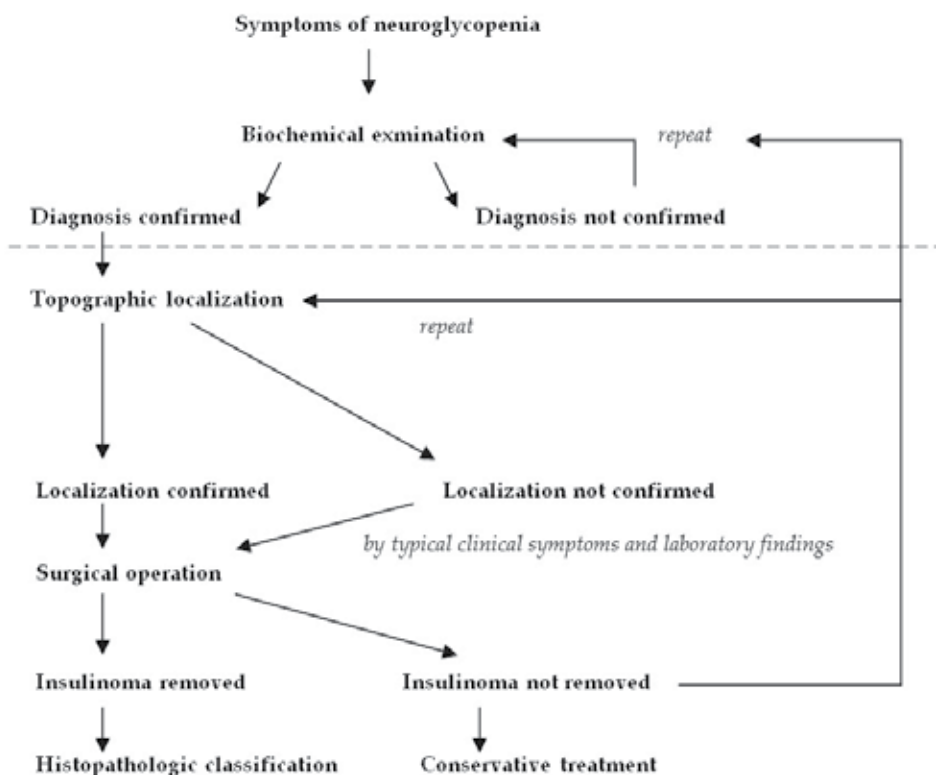 Symptoms of neuroglycopenia
Biochemical exmination
repeat
Diagnosis confirmed
Diagnosis not confirmed
Topographic localization
repeat
Localization confirmed
Localization not confirmed
by typical clinical symptoms and laboratory findings
Surgical operation
Insulinoma removed
Insulinoma not removed
Histopathologic classification
Conservative treatment